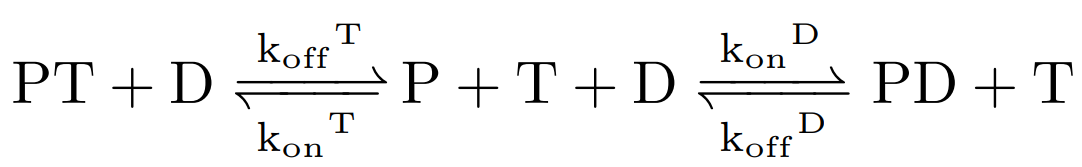 PT + D ⇌ P + T + D ⇌ PD + T
k_off^T k_on^D
k_on^T k_off^D